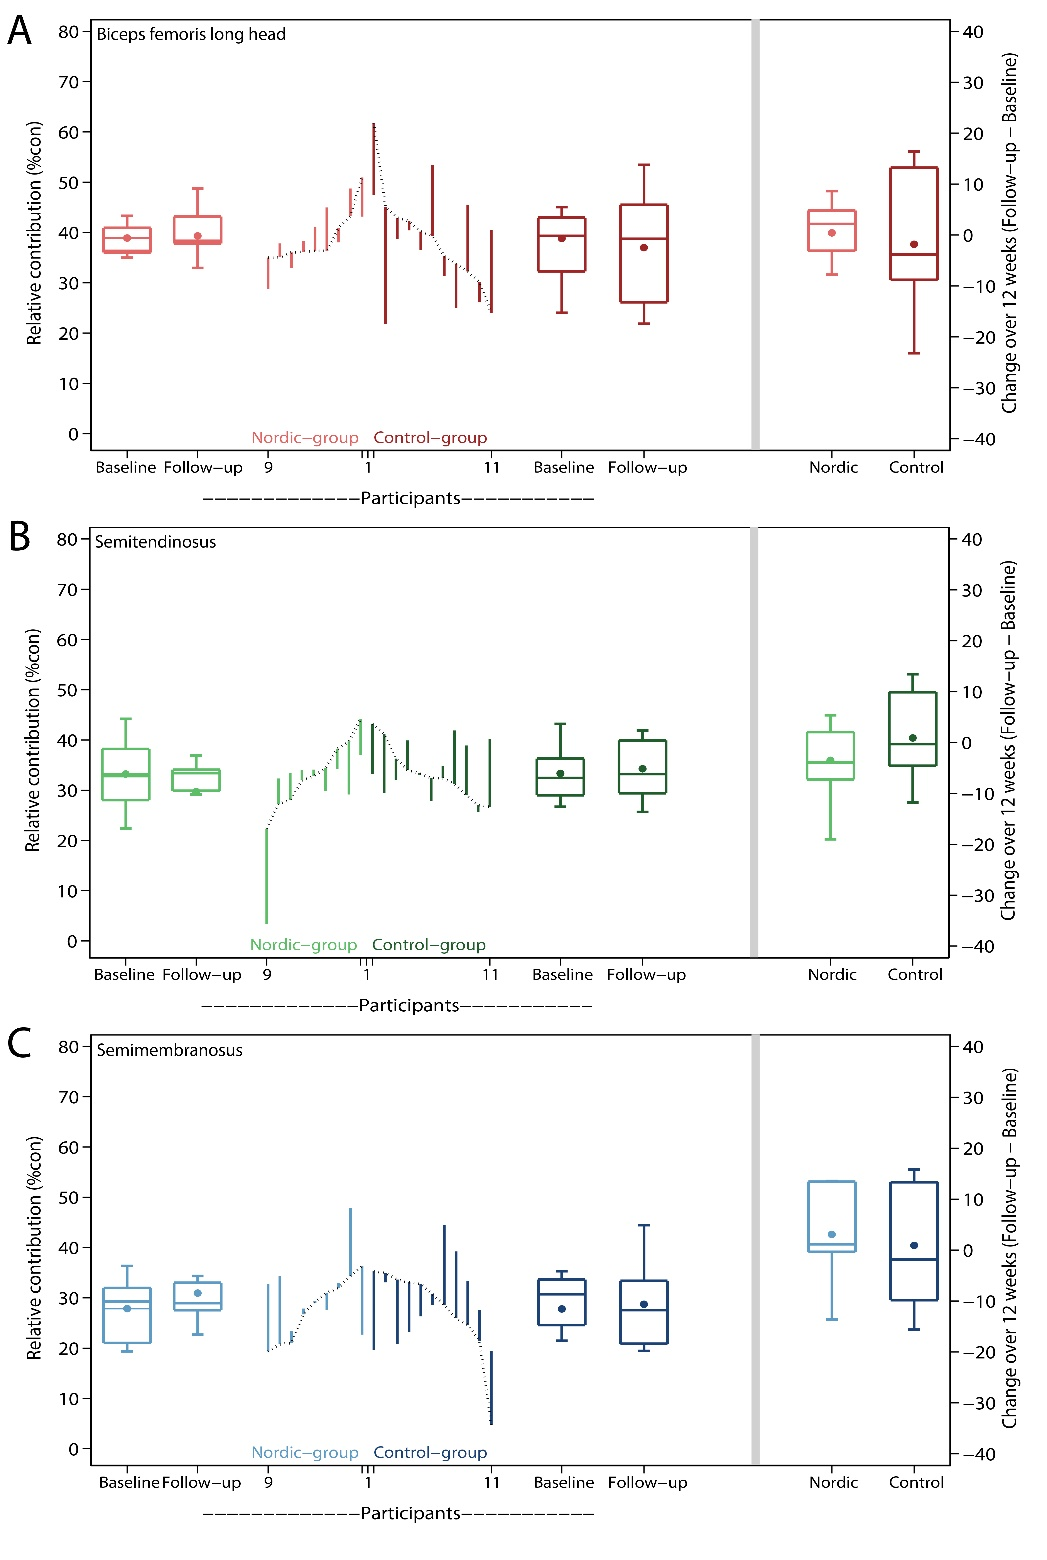 A
Biceps femoris long head
80
70
60
50
40
30
20
10
0
Relative contribution (%con)
40
30
20
10
0
−10
−20
−30
−40
Change over 12 weeks (Follow−up − Baseline)
Nordic−group Control−group
Baseline Follow−up 9 1 11 Baseline Follow−up Nordic Control
−−−−−−−−−−−−−Participants−−−−−−−−−−−
B
Semitendinosus
80
70
60
50
40
30
20
10
0
Relative contribution (%con)
40
30
20
10
0
−10
−20
−30
−40
Change over 12 weeks (Follow−up − Baseline)
Nordic−group Control−group
Baseline Follow−up 9 1 11 Baseline Follow−up Nordic Control
−−−−−−−−−−−−−Participants−−−−−−−−−−−
C
Semimembranosus
80
70
60
50
40
30
20
10
0
Relative contribution (%con)
40
30
20
10
0
−10
−20
−30
−40
Change over 12 weeks (Follow−up − Baseline)
Nordic−group Control−group
Baseline Follow−up 9 1 11 Baseline Follow−up Nordic Control
−−−−−−−−−−−−−Participants−−−−−−−−−−−